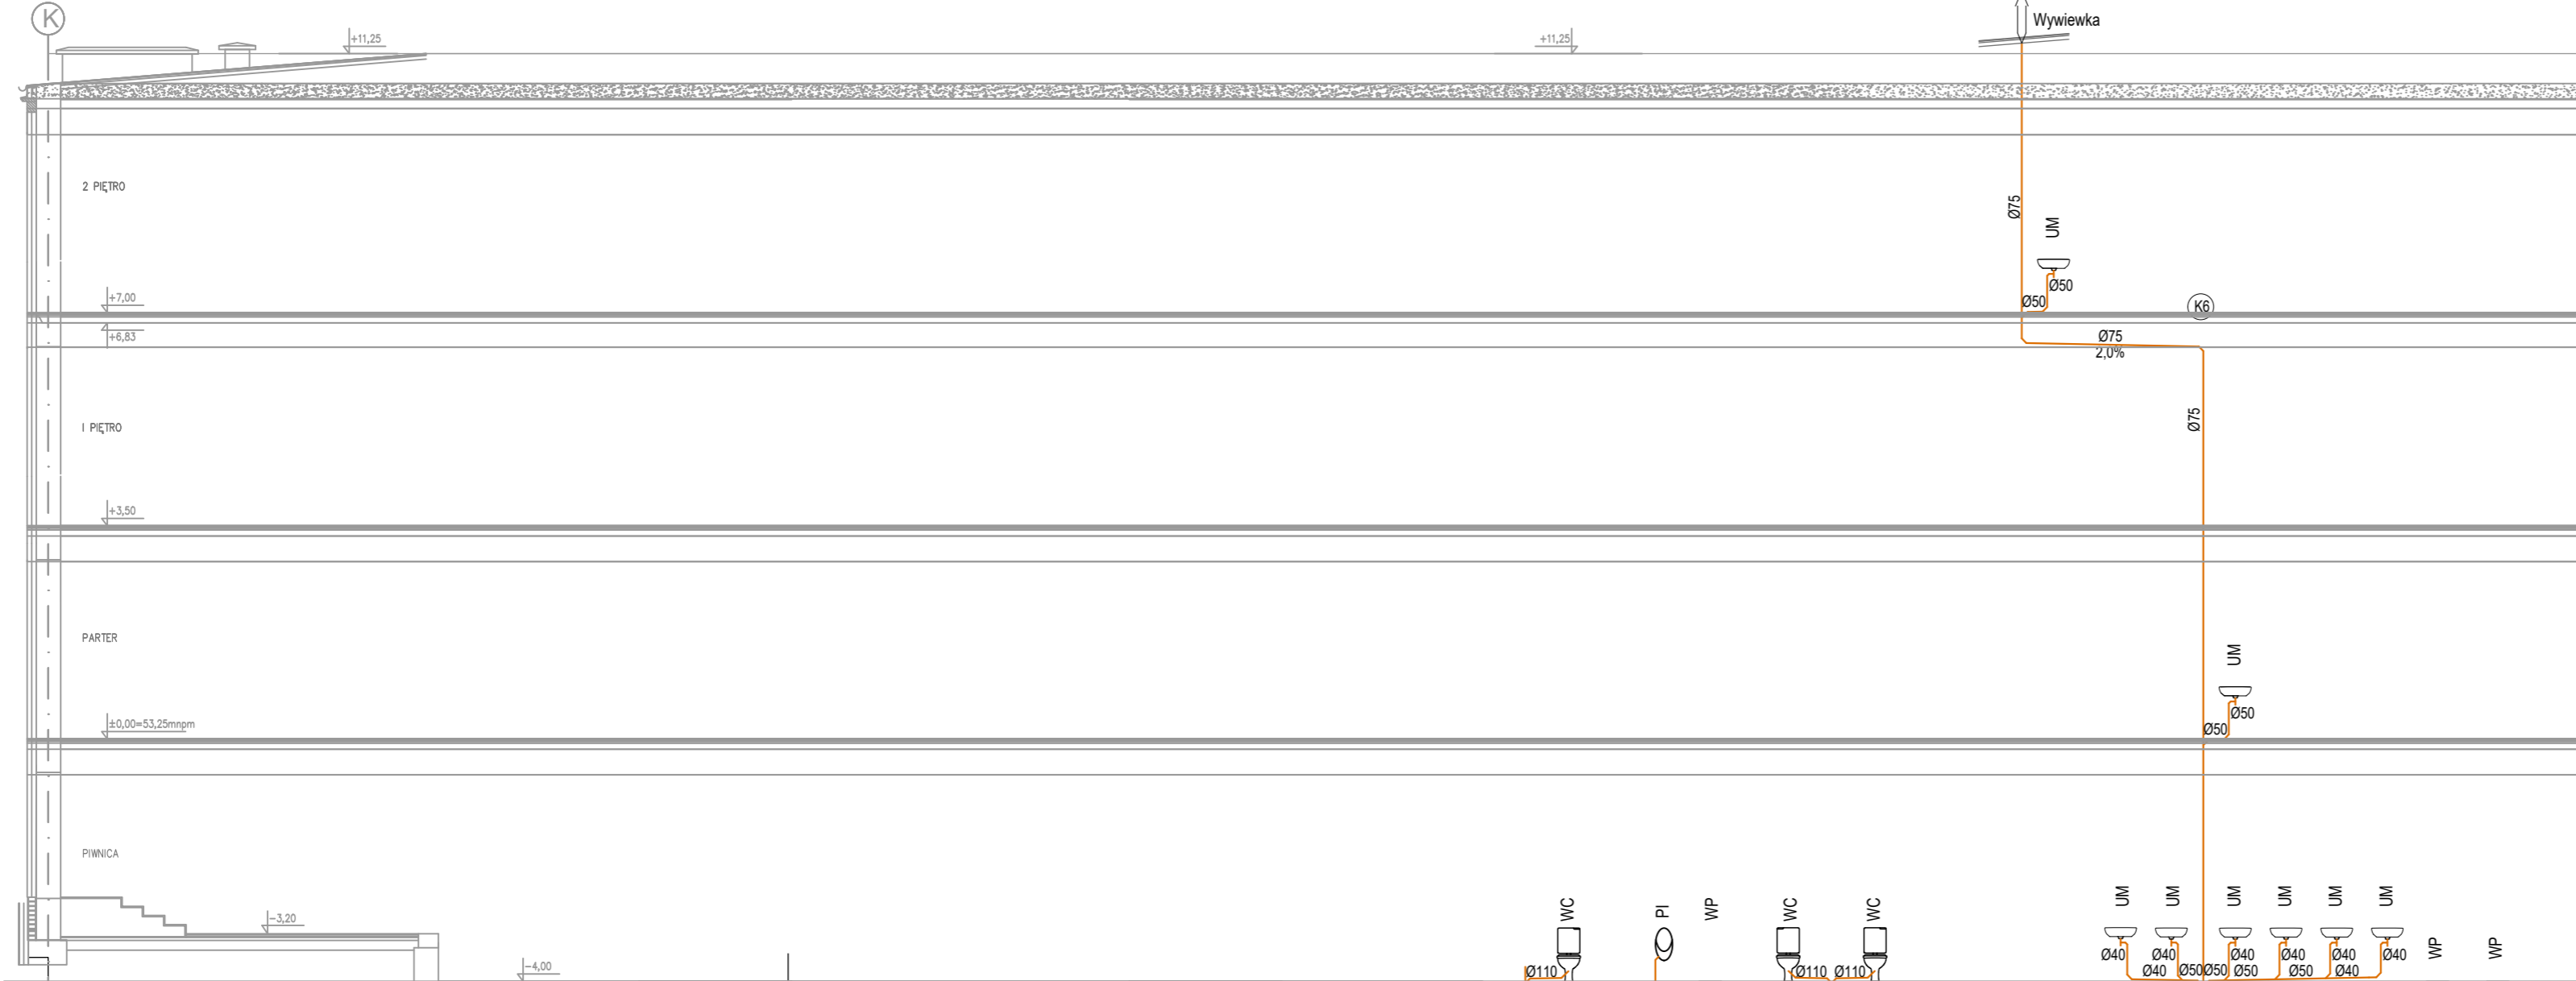 K
Wywiewka
+11,25
+11,25
2 PIĘTRO
Ø75
UM
Ø50
Ø50
+7,00
K6
+6,83
Ø75
2,0%
1 PIĘTRO
Ø75
+3,50
PARTER
UM
Ø50
Ø50
±0,00=53,25mnpm
PIWNICA
WC
PI
WP
WC
WC
UM
UM
UM
UM
UM
UM
-3,20
WP
WP
Ø40
Ø40
Ø40
Ø40
Ø40
Ø40
-4,00
Ø110
Ø110
Ø110
Ø40
Ø50
Ø50
Ø50
Ø50
Ø40